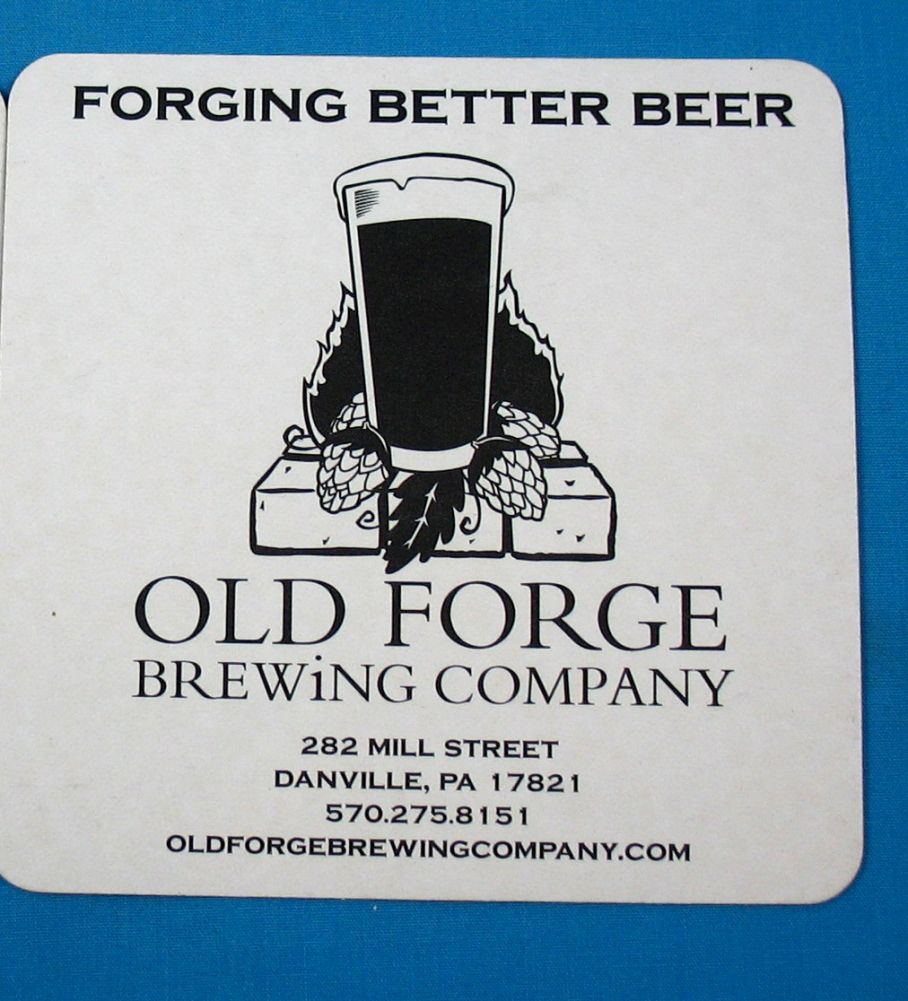 FORGING BETTER BEER
OLD FORGE
BREWiNG COMPANY
282 MILL STREET
DANVILLE, PA 17821
570.275.8151
OLDFORGEBREWINGCOMPANY.COM